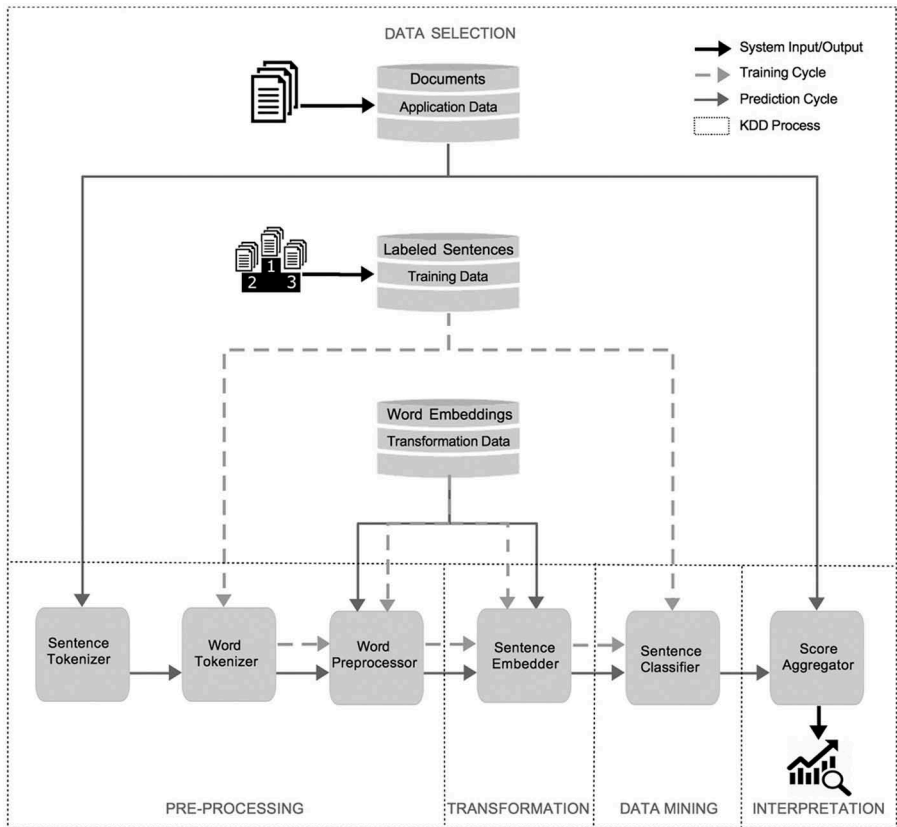 DATA SELECTION
System Input/Output
Training Cycle
Prediction Cycle
KDD Process
Documents
Application Data
Labeled Sentences
Training Data
1
2
3
Word Embeddings
Transformation Data
Sentence
Tokenizer
Word
Tokenizer
Word
Preprocessor
Sentence
Embedder
Sentence
Classifier
Score
Aggregator
PRE-PROCESSING
TRANSFORMATION
DATA MINING
INTERPRETATION